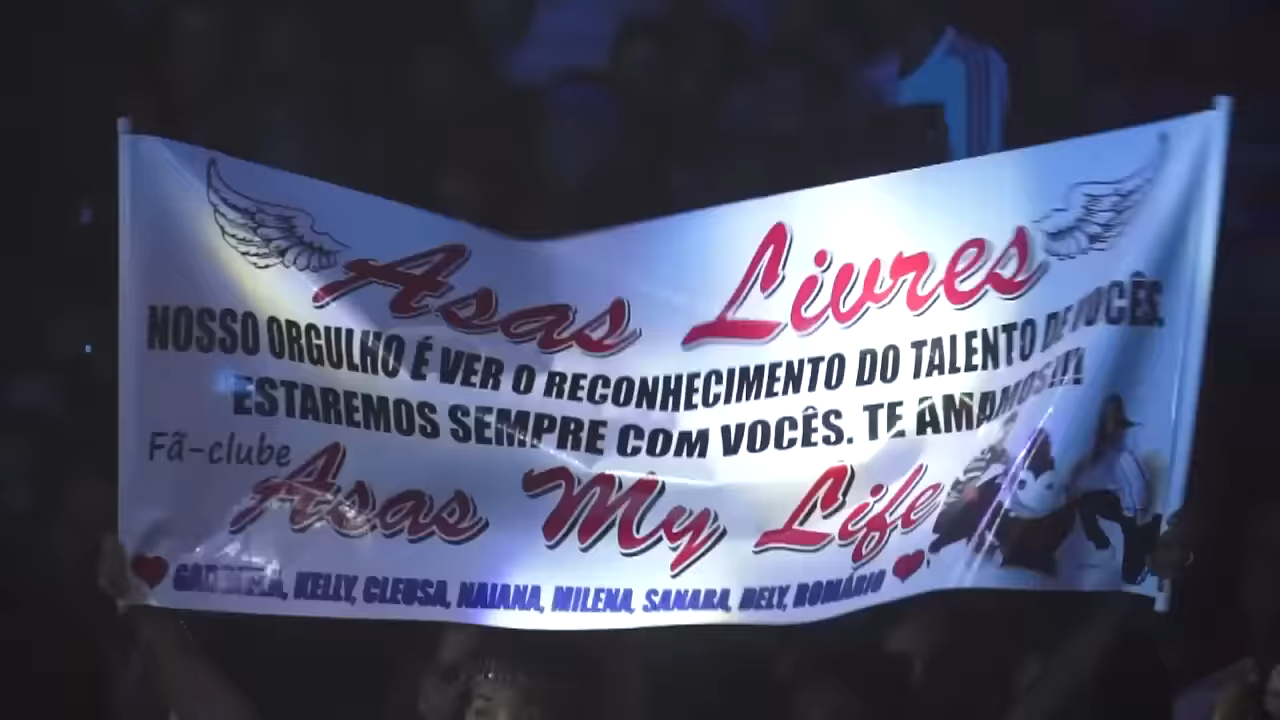 Asas Livres
NOSSO ORGULHO É VER O RECONHECIMENTO DO TALENTO DE VOCÊS.
ESTAREMOS SEMPRE COM VOCÊS. TE AMAMOS!!!
Fã-clube
Asas My Life
KELLY, CLEUSA, NAIANA, MILENA, SANARA, DELY, ROMÁRIO